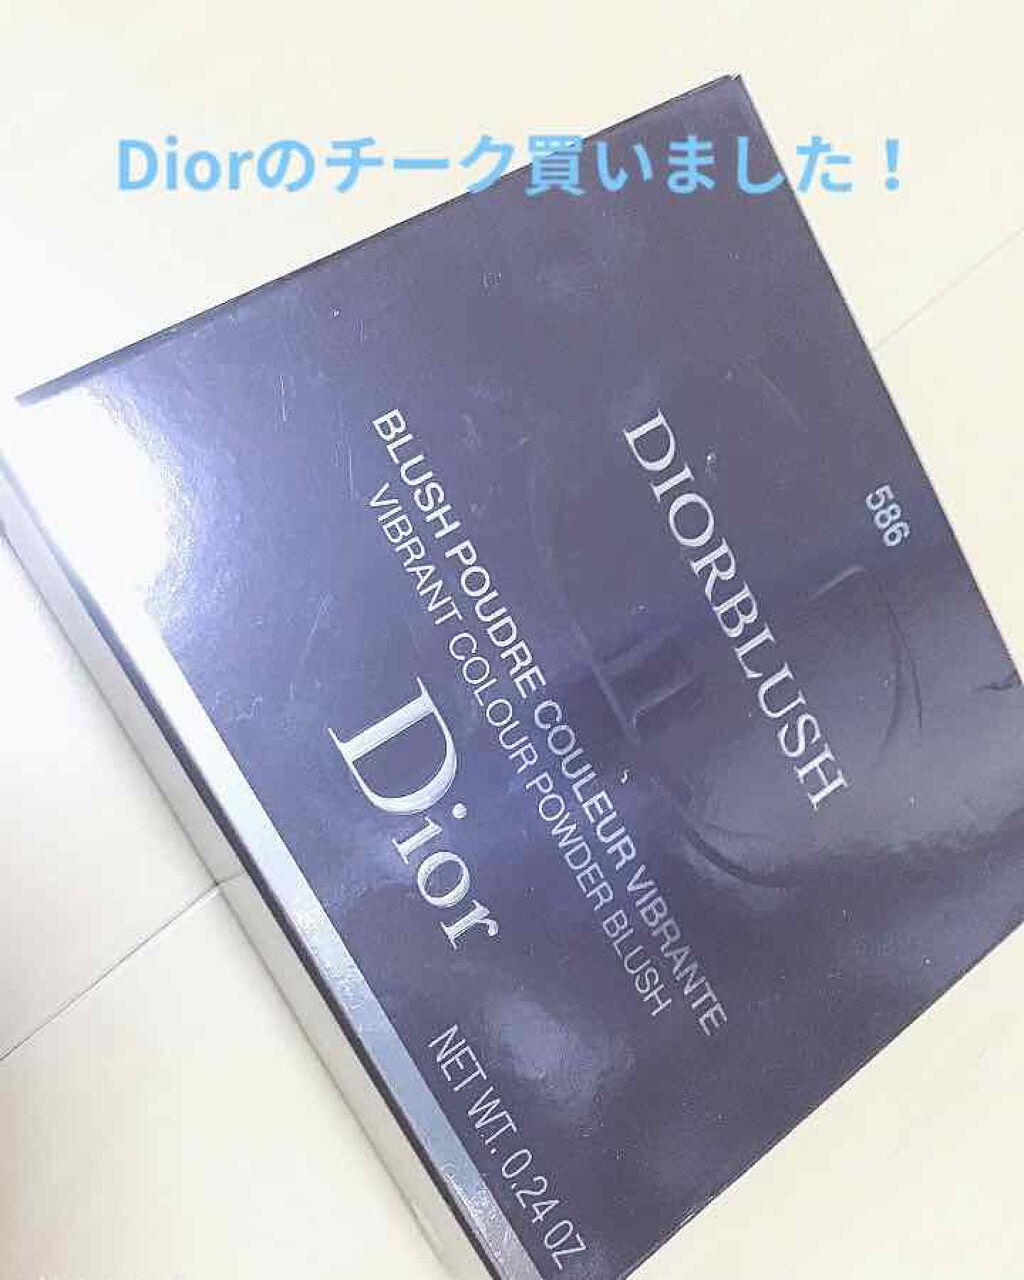 Diorのチーク買いました！
586
DIORBLUSH
BLUSH POUDRE COULEUR VIBRANTE
VIBRANT COLOUR POWDER BLUSH
Dior
NET WT. 0.24 OZ